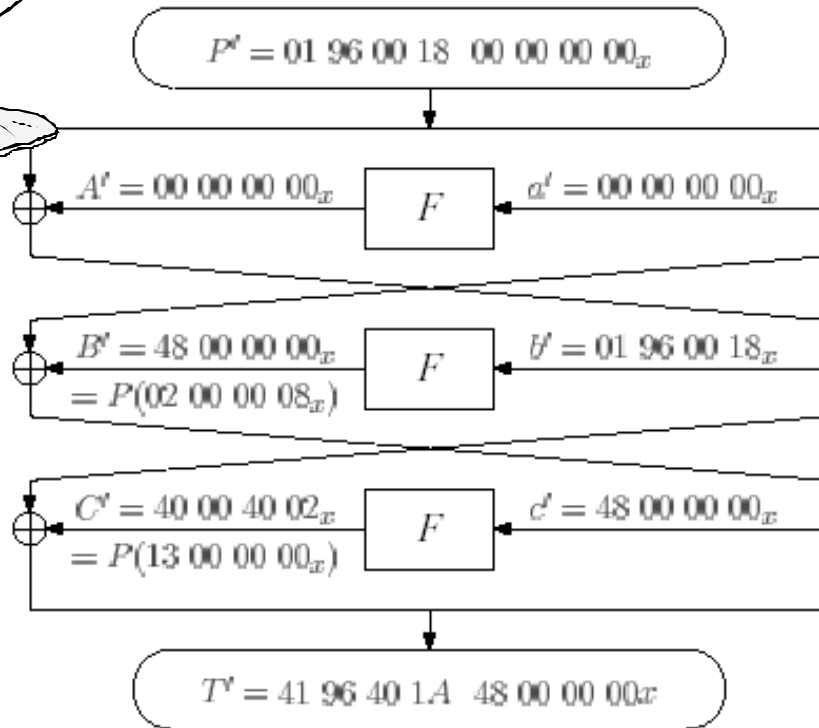 P' = 01 96 00 18 00 00 00 00ₓ
A' = 00 00 00 00ₓ F a' = 00 00 00 00ₓ
B' = 48 00 00 00ₓ F b' = 01 96 00 18ₓ
= P(02 00 00 08ₓ)
C' = 40 00 40 02ₓ F c' = 48 00 00 00ₓ
= P(13 00 00 00ₓ)
T' = 41 96 40 1A 48 00 00 00x